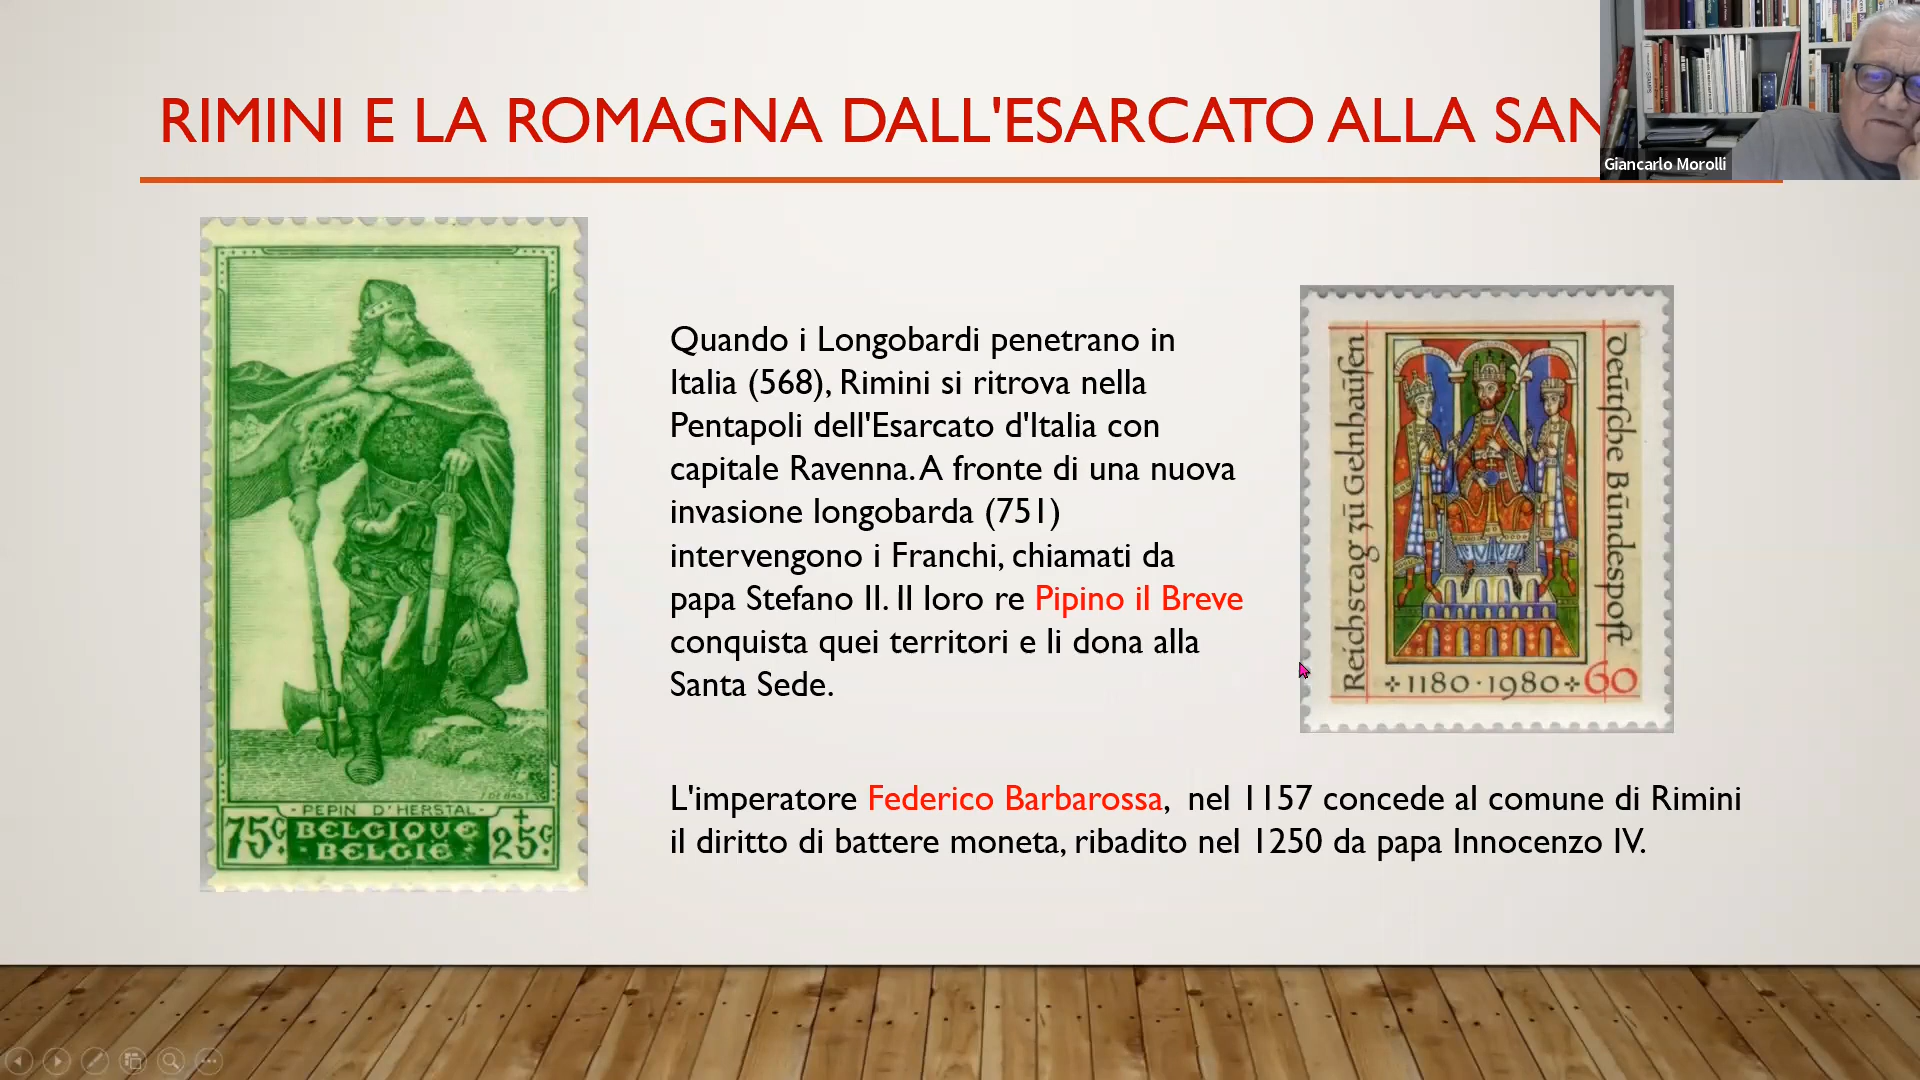 RIMINI E LA ROMAGNA DALL'ESARCATO ALLA SAN
Giancarlo Morolli
Quando i Longobardi penetrano in
Italia (568), Rimini si ritrova nella
Pentapoli dell'Esarcato d'Italia con
capitale Ravenna. A fronte di una nuova
invasione longobarda (751)
intervengono i Franchi, chiamati da
papa Stefano II. Il loro re Pipino il Breve
conquista quei territori e li dona alla
Santa Sede.
L'imperatore Federico Barbarossa, nel 1157 concede al comune di Rimini
il diritto di battere moneta, ribadito nel 1250 da papa Innocenzo IV.
- PEPIN D'HERSTAL -
75c BELGIQUE + 25c
BELGIE
Reichstag zu Gelnhausen
Deutsche Bundespost
+1180·1980+ 60